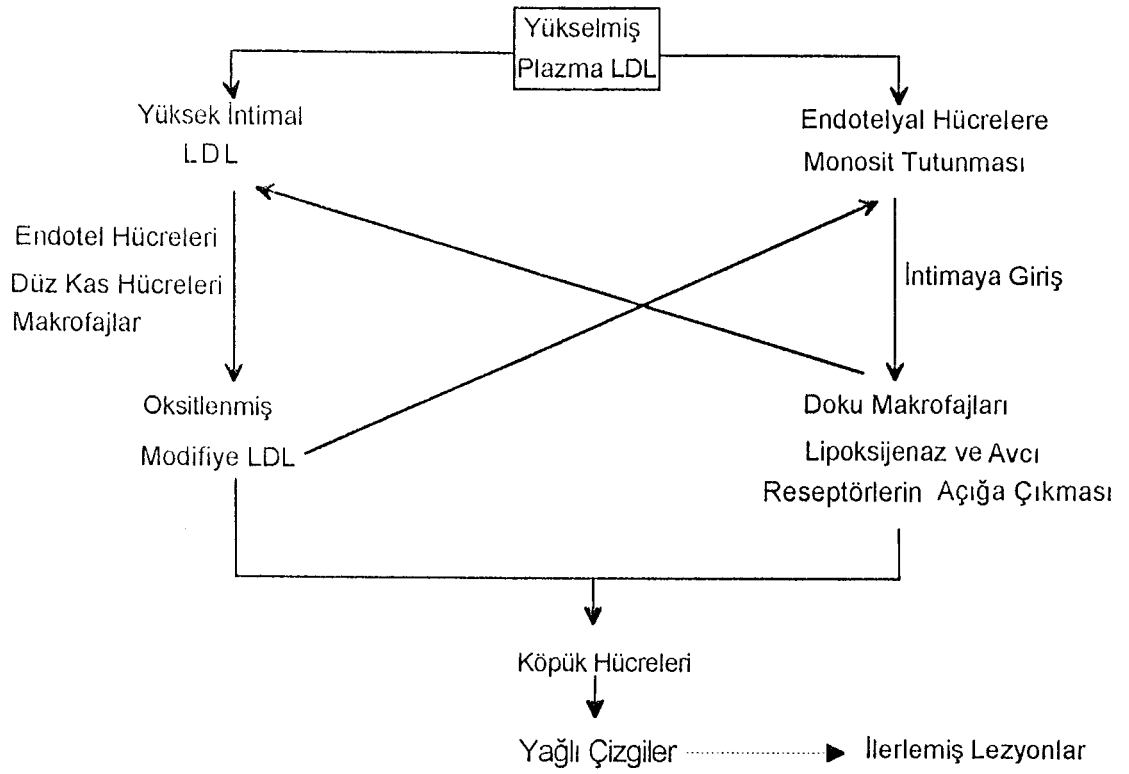 Yükselmiş
Plazma LDL
Yüksek İntimal
LDL
Endotelyal Hücrelere
Monosit Tutunması
Endotel Hücreleri
Düz Kas Hücreleri
Makrofajlar
İntimaya Giriş
Oksitlenmiş
Modifiye LDL
Doku Makrofajları
Lipoksijenaz ve Avcı
Reseptörlerin Açığa Çıkması
Köpük Hücreleri
Yağlı Çizgiler
İlerlemiş Lezyonlar